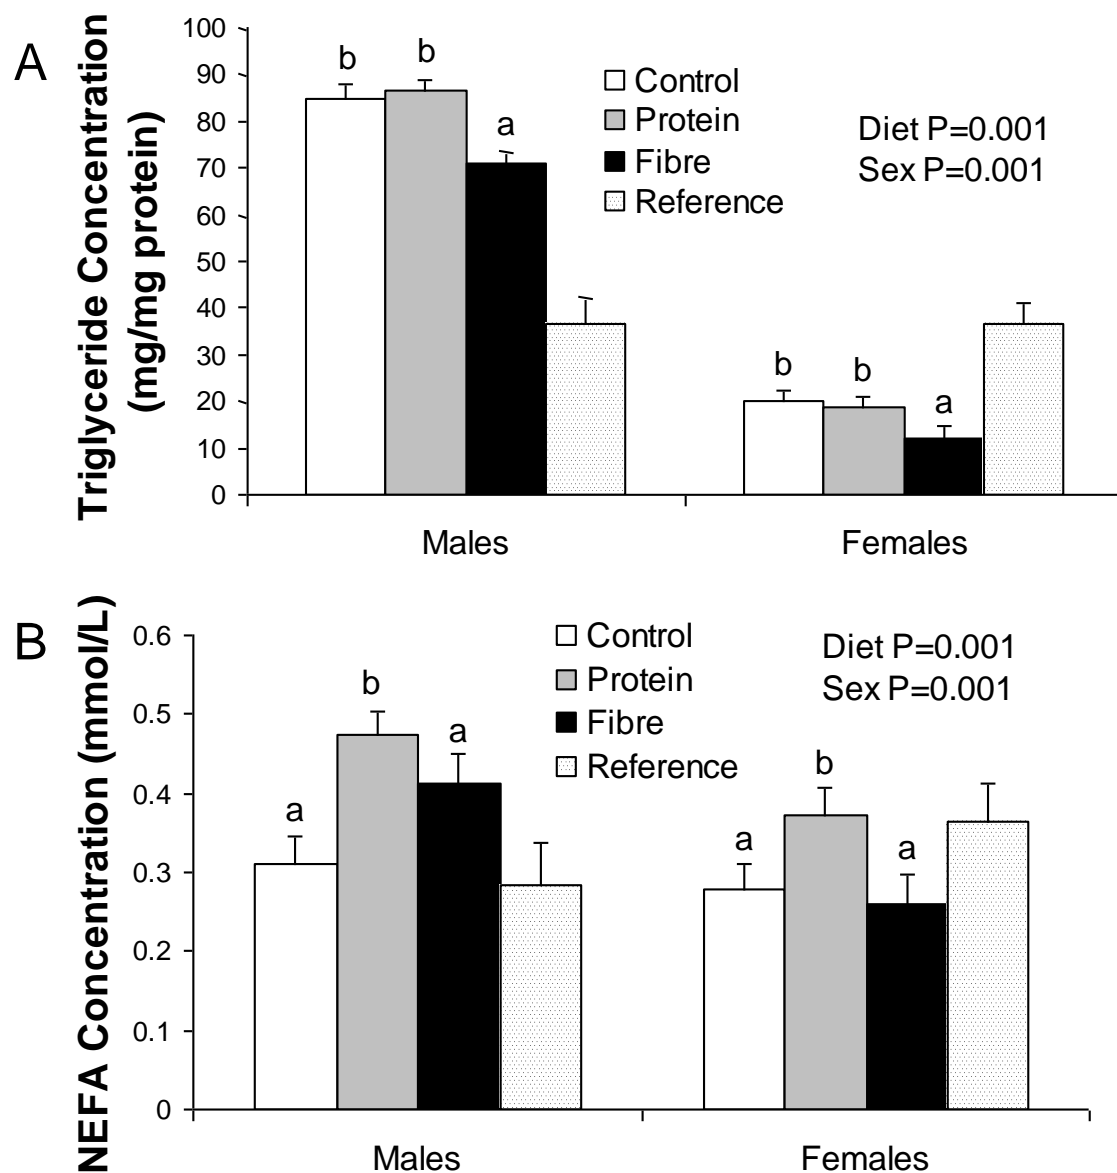 A
Triglyceride Concentration
(mg/mg protein)
100
90
80
70
60
50
40
30
20
10
0
b
b
a
b
b
a
Control
Protein
Fibre
Reference
Diet P=0.001
Sex P=0.001
Males
Females
B
NEFA Concentration (mmol/L)
0.6
0.5
0.4
0.3
0.2
0.1
0
a
b
a
a
b
a
Control
Protein
Fibre
Reference
Diet P=0.001
Sex P=0.001
Males
Females